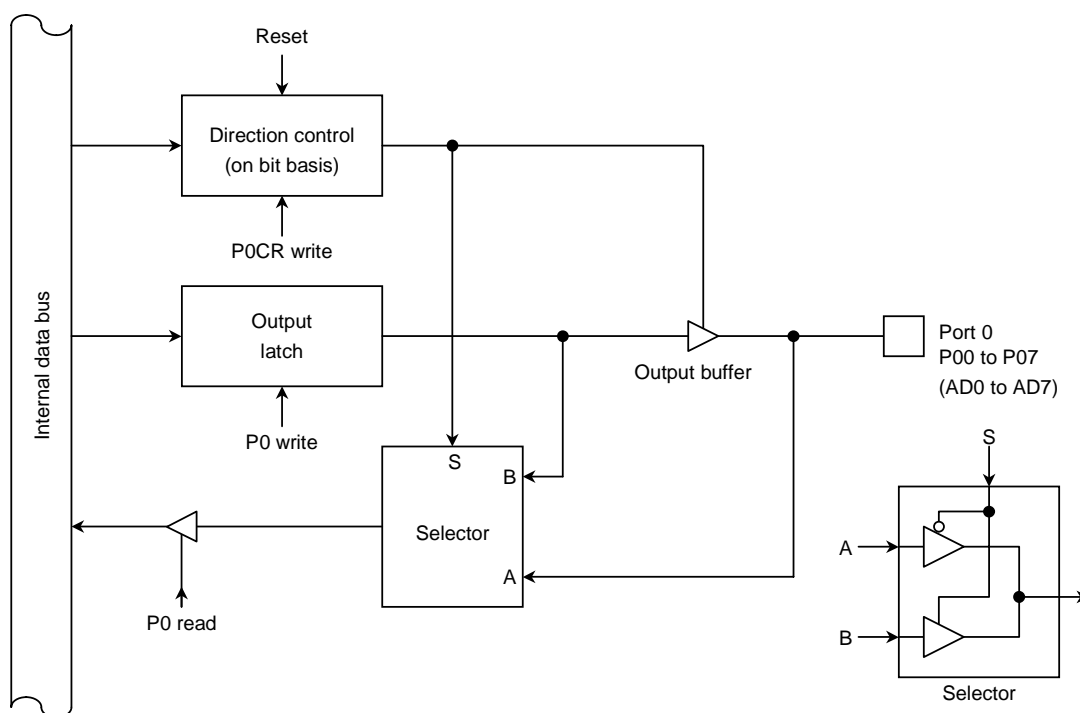 Reset
Direction control
(on bit basis)
P0CR write
Internal data bus
Output
latch
P0 write
Output buffer
Port 0
P00 to P07
(AD0 to AD7)
S
B
Selector
A
P0 read
S
A
B
Selector